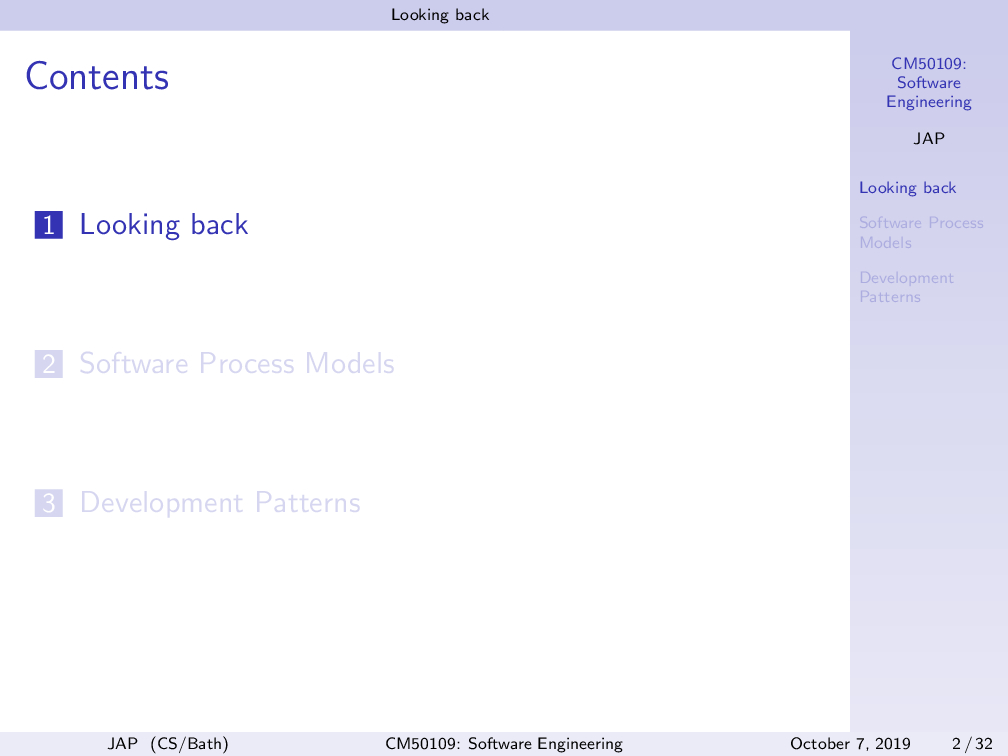 Looking back
Contents
1 Looking back
2 Software Process Models
3 Development Patterns
CM50109:
Software
Engineering
JAP
Looking back
Software Process
Models
Development
Patterns
JAP (CS/Bath) CM50109: Software Engineering October 7, 2019 2 / 32